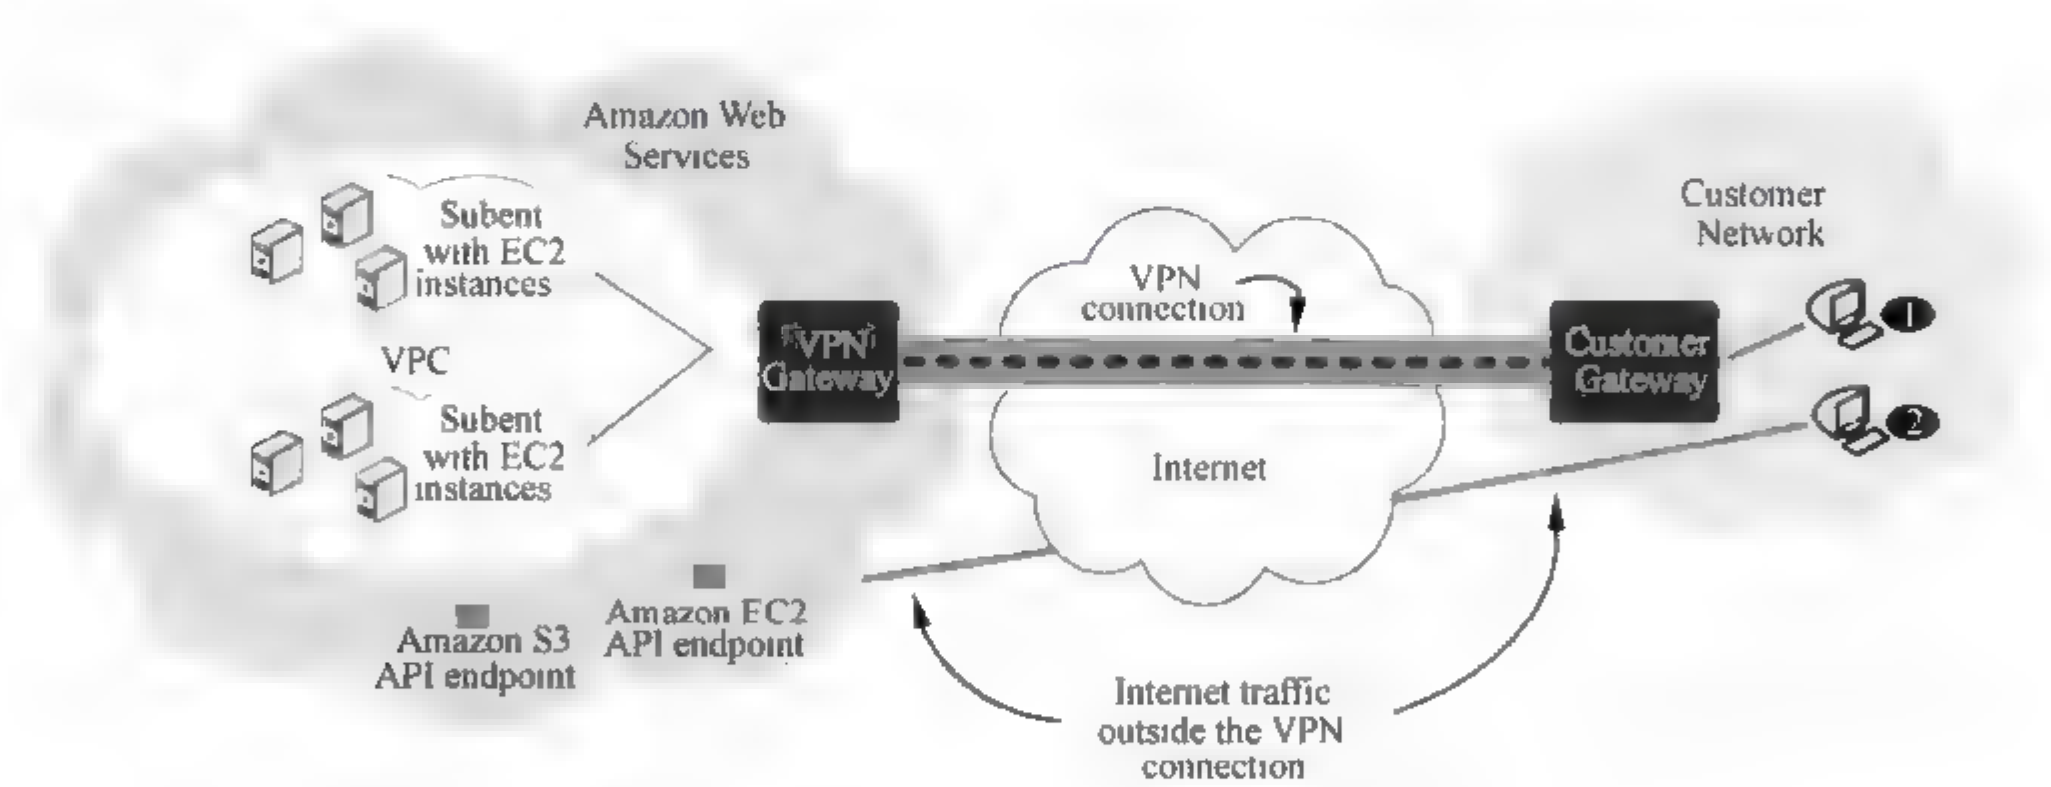 Amazon Web
Services
Subent
with EC2
instances
VPC
Subent
with EC2
instances
Amazon S3
API endpoint
Amazon EC2
API endpoint
VPN
Gateway
VPN
connection
Internet
Internet traffic
outside the VPN
connection
Customer
Network
Customer
Gateway
1
2